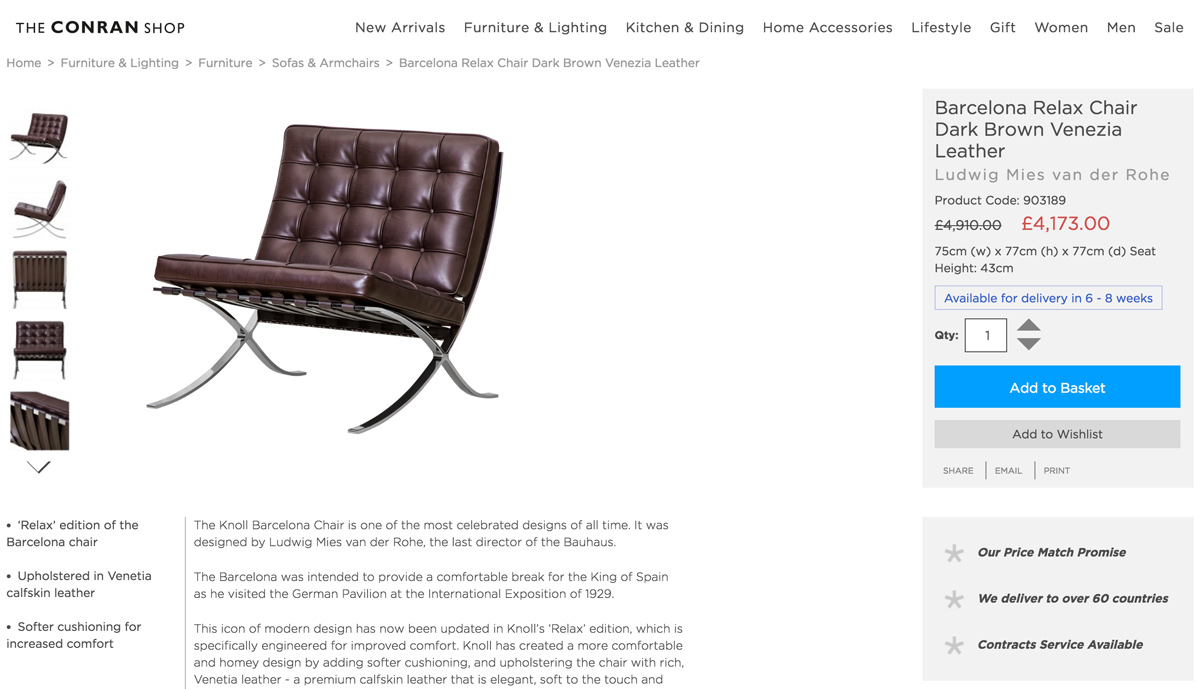 THE CONRAN SHOP
New Arrivals Furniture & Lighting Kitchen & Dining Home Accessories Lifestyle Gift Women Men Sale
Home > Furniture & Lighting > Furniture > Sofas & Armchairs > Barcelona Relax Chair Dark Brown Venezia Leather
Barcelona Relax Chair
Dark Brown Venezia
Leather
Ludwig Mies van der Rohe
Product Code: 903189
£4,910.00 £4,173.00
75cm (w) x 77cm (h) x 77cm (d) Seat
Height: 43cm
Available for delivery in 6 - 8 weeks
Qty: 1
Add to Basket
Add to Wishlist
SHARE EMAIL PRINT
• ‘Relax’ edition of the
Barcelona chair
• Upholstered in Venetia
calfskin leather
• Softer cushioning for
increased comfort
The Knoll Barcelona Chair is one of the most celebrated designs of all time. It was
designed by Ludwig Mies van der Rohe, the last director of the Bauhaus.
The Barcelona was intended to provide a comfortable break for the King of Spain
as he visited the German Pavilion at the International Exposition of 1929.
This icon of modern design has now been updated in Knoll’s ‘Relax’ edition, which is
specifically engineered for improved comfort. Knoll has created a more comfortable
and homey design by adding softer cushioning, and upholstering the chair with rich,
Venetia leather - a premium calfskin leather that is elegant, soft to the touch and
Our Price Match Promise
We deliver to over 60 countries
Contracts Service Available